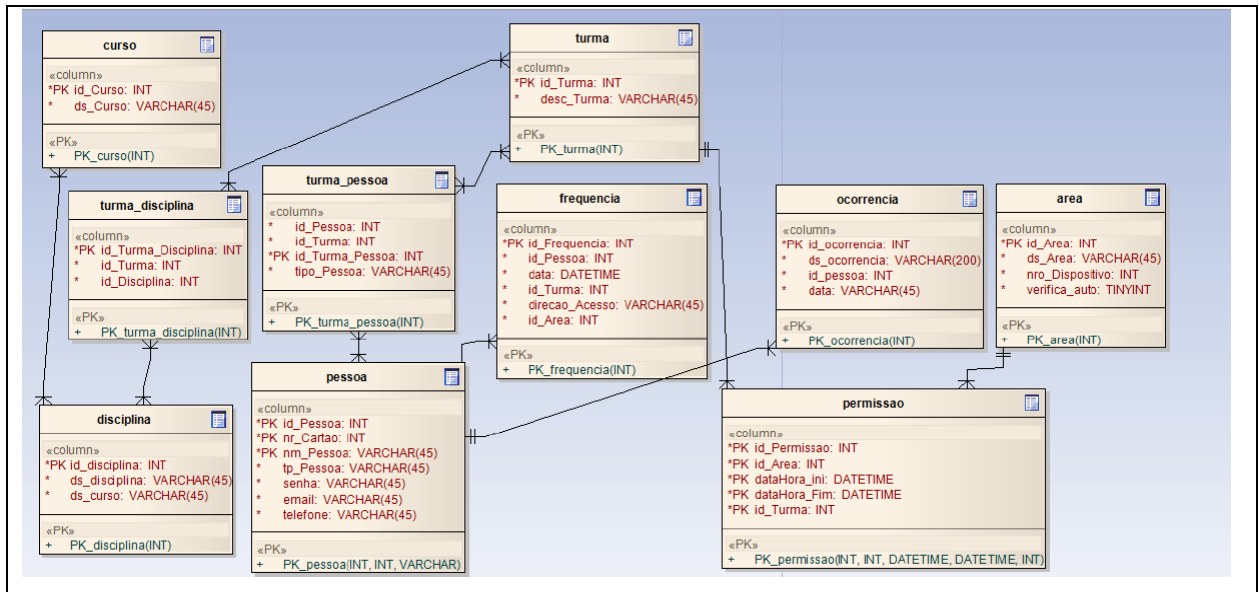 curso
«column»
*PK id_Curso: INT
* ds_Curso: VARCHAR(45)
«PK»
+ PK_curso(INT)
turma
«column»
*PK id_Turma: INT
* desc_Turma: VARCHAR(45)
«PK»
+ PK_turma(INT)
turma_disciplina
«column»
*PK id_Turma_Disciplina: INT
* id_Turma: INT
* id_Disciplina: INT
«PK»
+ PK_turma_disciplina(INT)
turma_pessoa
«column»
* id_Pessoa: INT
* id_Turma: INT
*PK id_Turma_Pessoa: INT
* tipo_Pessoa: VARCHAR(45)
«PK»
+ PK_turma_pessoa(INT)
frequencia
«column»
*PK id_Frequencia: INT
* id_Pessoa: INT
* data: DATETIME
* id_Turma: INT
* direcao_Acesso: VARCHAR(45)
* id_Area: INT
«PK»
+ PK_frequencia(INT)
ocorrencia
«column»
*PK id_ocorrencia: INT
* ds_ocorrencia: VARCHAR(200)
* id_pessoa: INT
* data: VARCHAR(45)
«PK»
+ PK_ocorrencia(INT)
area
«column»
*PK id_Area: INT
* ds_Area: VARCHAR(45)
* nro_Dispositivo: INT
* verifica_auto: TINYINT
«PK»
+ PK_area(INT)
disciplina
«column»
*PK id_disciplina: INT
* ds_disciplina: VARCHAR(45)
* ds_curso: VARCHAR(45)
«PK»
+ PK_disciplina(INT)
pessoa
«column»
*PK id_Pessoa: INT
*PK nr_Cartao: INT
*PK nm_Pessoa: VARCHAR(45)
* tp_Pessoa: VARCHAR(45)
* senha: VARCHAR(45)
* email: VARCHAR(45)
* telefone: VARCHAR(45)
«PK»
+ PK_pessoa(INT, INT, VARCHAR)
permissao
«column»
*PK id_Permissao: INT
*PK id_Area: INT
*PK dataHora_ini: DATETIME
*PK dataHora_Fim: DATETIME
*PK id_Turma: INT
«PK»
+ PK_permissao(INT, INT, DATETIME, DATETIME, INT)